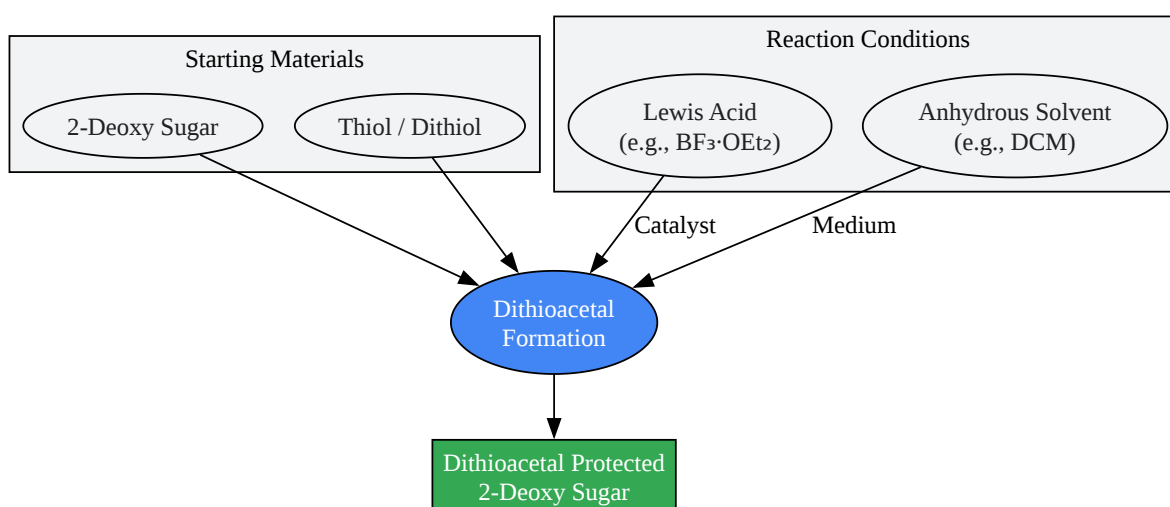 Starting Materials
2-Deoxy Sugar
Thiol / Dithiol
Reaction Conditions
Lewis Acid
(e.g., BF₃·OEt₂)
Anhydrous Solvent
(e.g., DCM)
Catalyst
Medium
Dithioacetal
Formation
Dithioacetal Protected
2-Deoxy Sugar